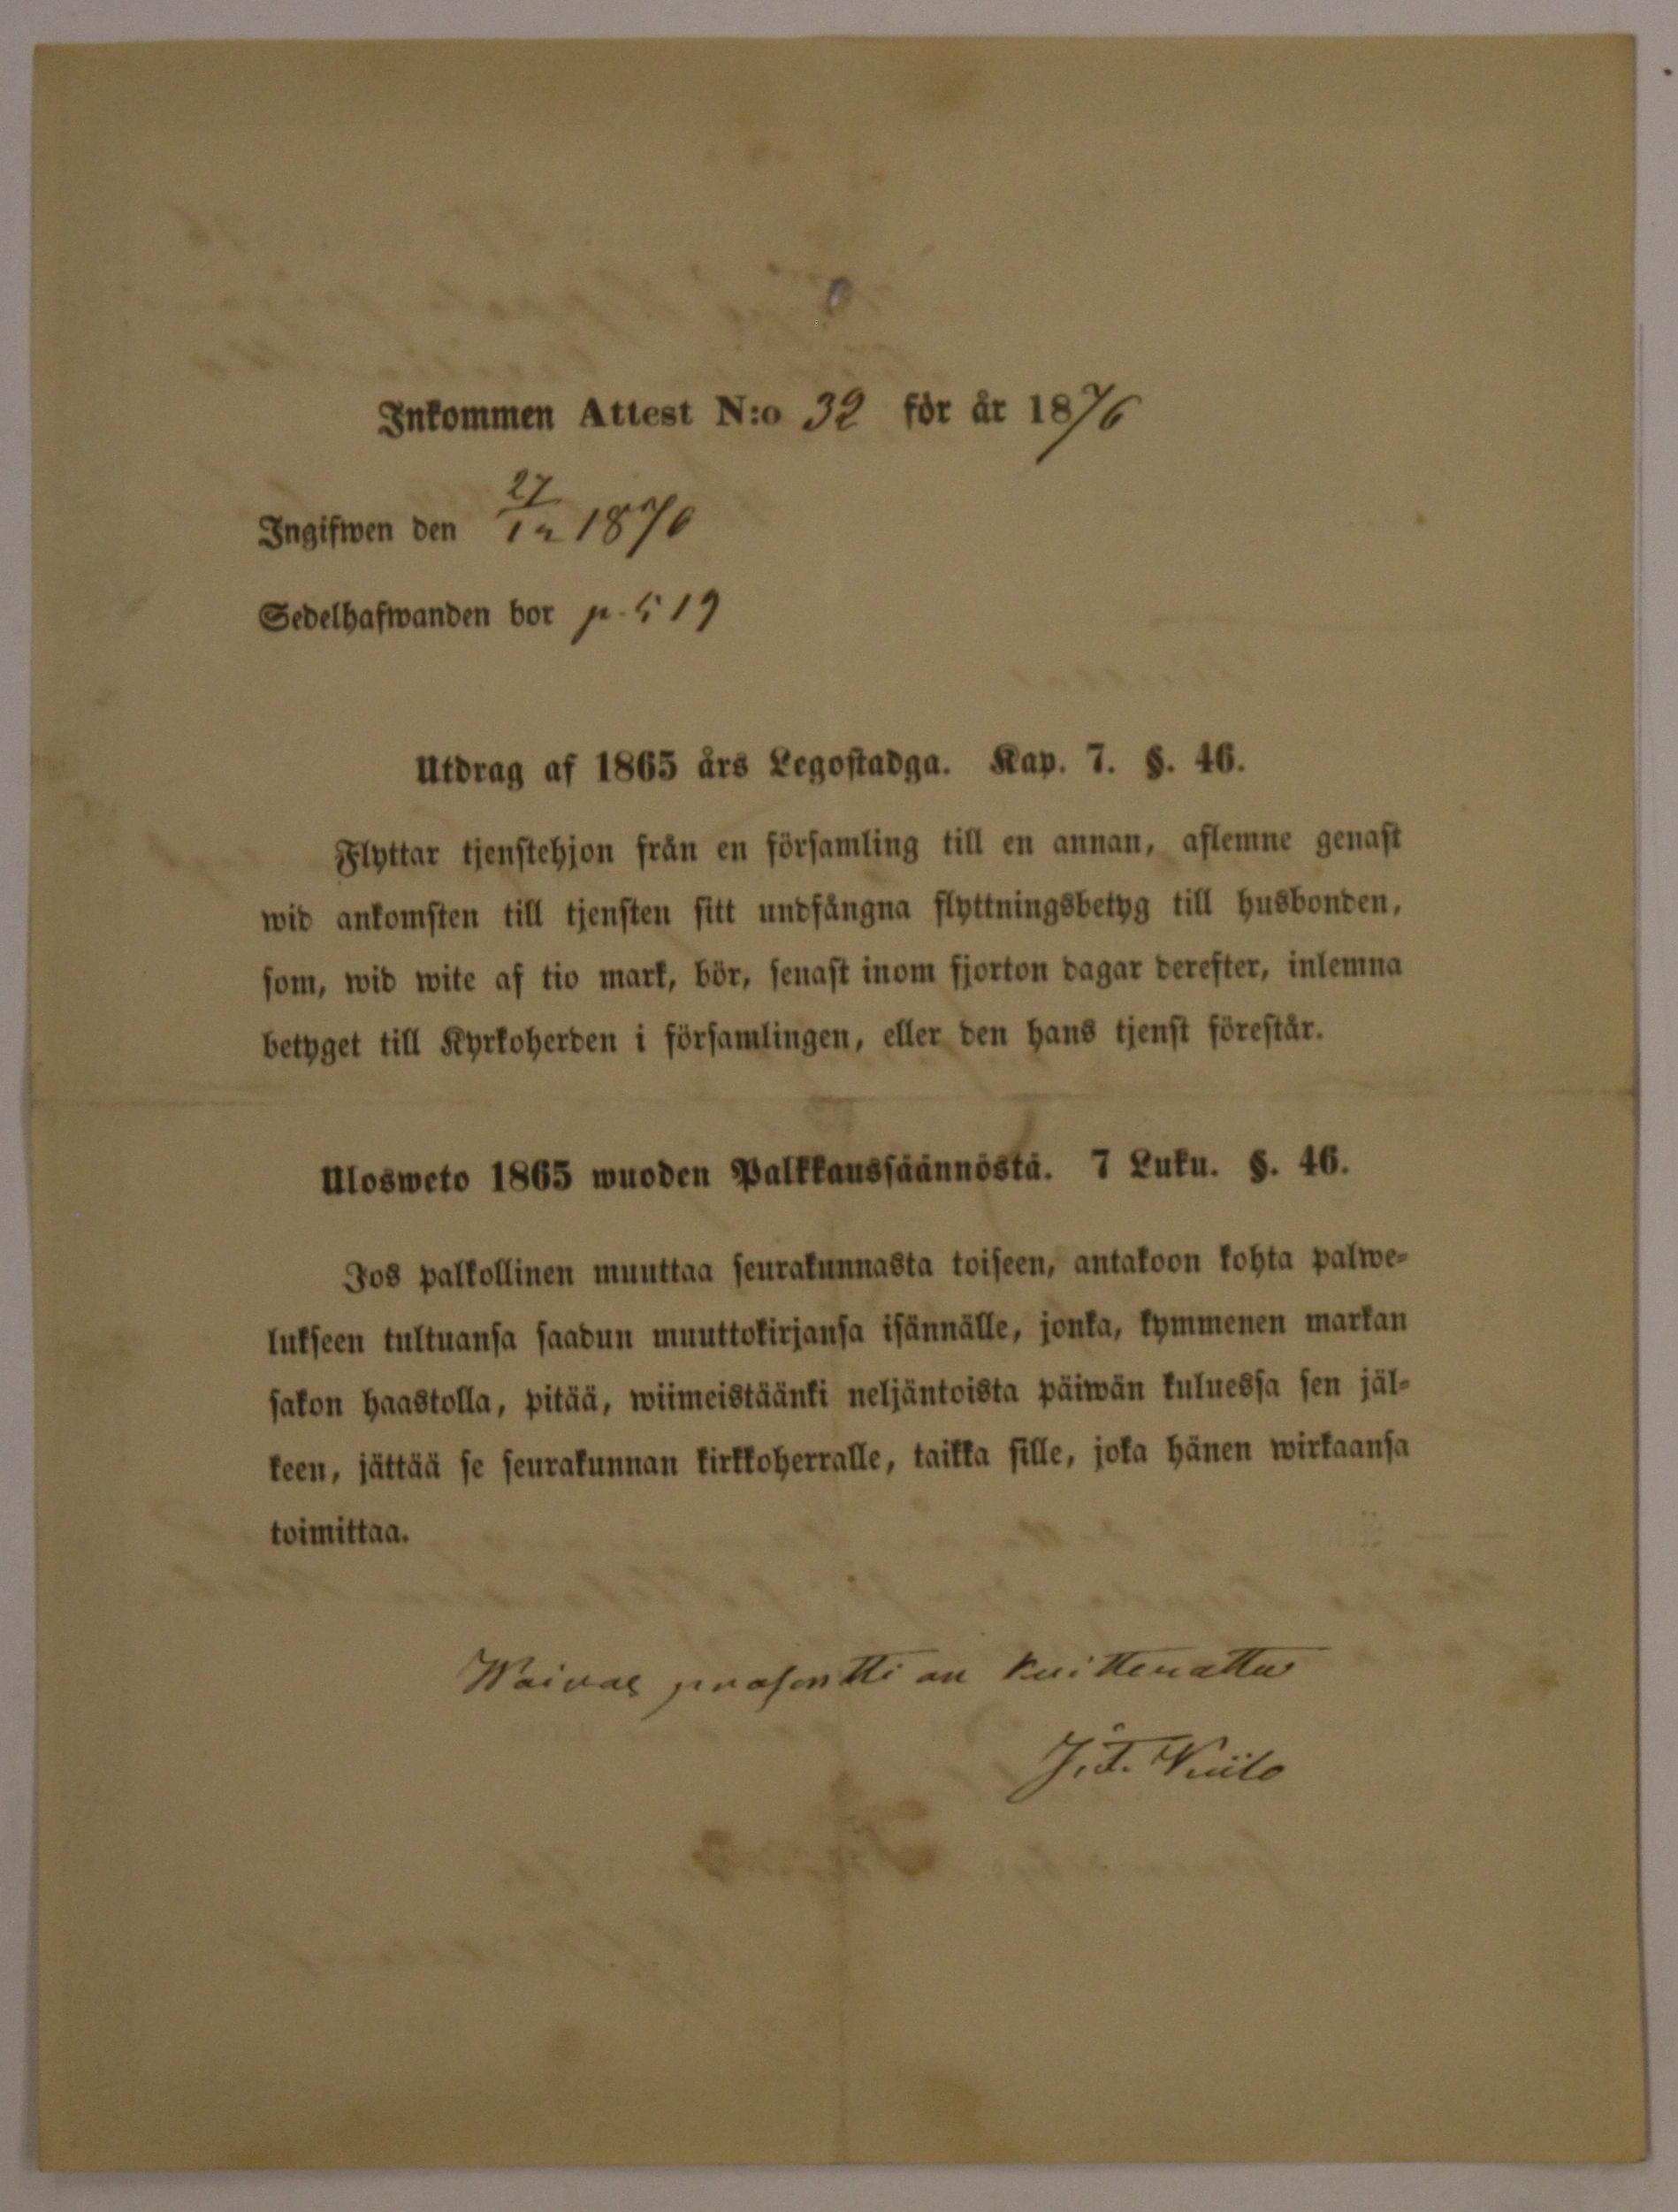 Inkommen Attest N:o 32 för år 1876
Ingifwen den 27/12 1876
Sedelhafwanden bor p. 519
Utdrag af 1865 års Legostadga. Kap. 7. §. 46.
Flyttar tjenstehjon från en församling till en annan, aflemne genast
wid ankomsten till tjensten sitt undfångna flyttningsbetyg till husbonden,
som, wid wite af tio mark, bör, senast inom fjorton dagar derefter, inlemna
betyget till Kyrkoherden i församlingen, eller den hans tjenst förestår.
Ulosweto 1865 wuoden Palkkaussäännöstä. 7 Luku. §. 46.
Jos palkollinen muuttaa seurakunnasta toiseen, antakoon kohta palwe-
lukseen tultuansa saadun muuttokirjansa isännälle, jonka, kymmenen markan
sakon haastolla, pitää, wiimeistäänki neljäntoista päiwän kuluessa sen jäl-
keen, jättää se seurakunnan kirkkoherralle, taikka sille, joka hänen wirkaansa
toimittaa.
Waivas prosentti on kuittenattu